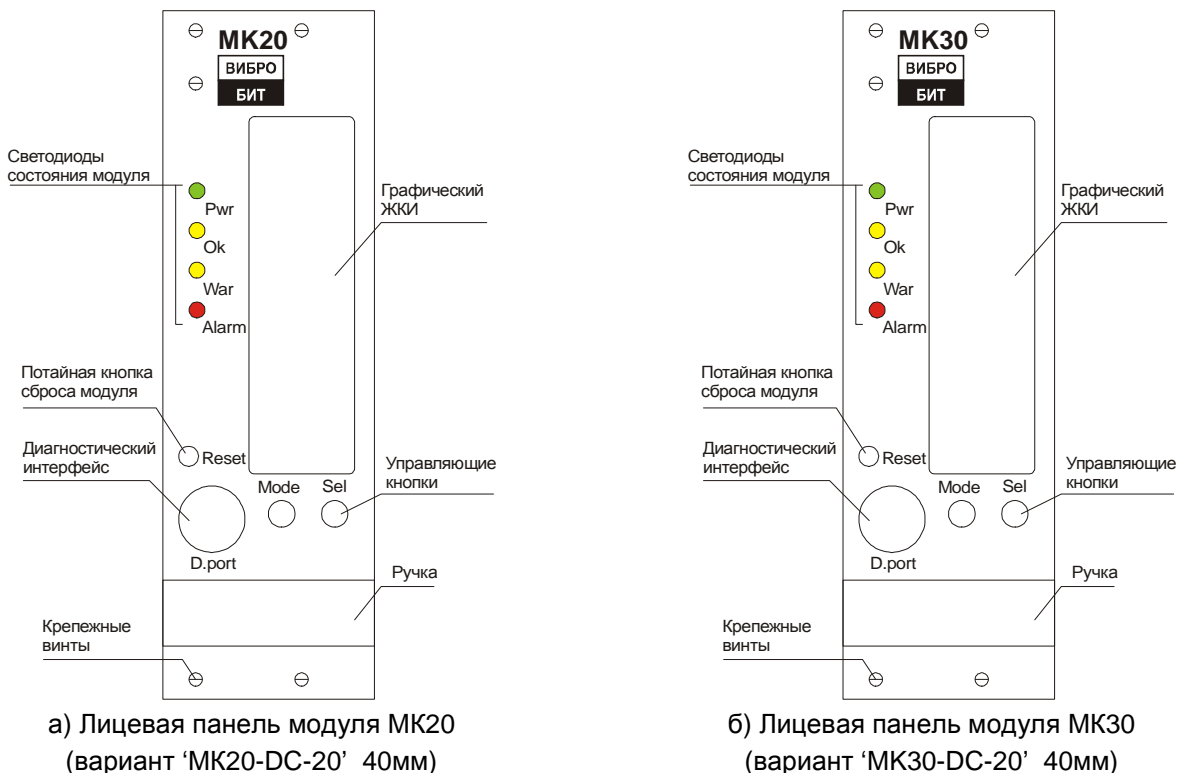 МК20
ВИБРО
БИТ
Светодиоды
состояния модуля
Pwr
Ok
War
Alarm
Графический
ЖКИ
Потайная кнопка
сброса модуля
Reset
Диагностический
интерфейс
Mode Sel
Управляющие
кнопки
D.port
Ручка
Крепежные
винты
а) Лицевая панель модуля МК20
(вариант ‘МК20-DC-20’ 40мм)
МК30
ВИБРО
БИТ
Светодиоды
состояния модуля
Pwr
Ok
War
Alarm
Графический
ЖКИ
Потайная кнопка
сброса модуля
Reset
Диагностический
интерфейс
Mode Sel
Управляющие
кнопки
D.port
Ручка
Крепежные
винты
б) Лицевая панель модуля МК30
(вариант ‘МК30-DC-20’ 40мм)